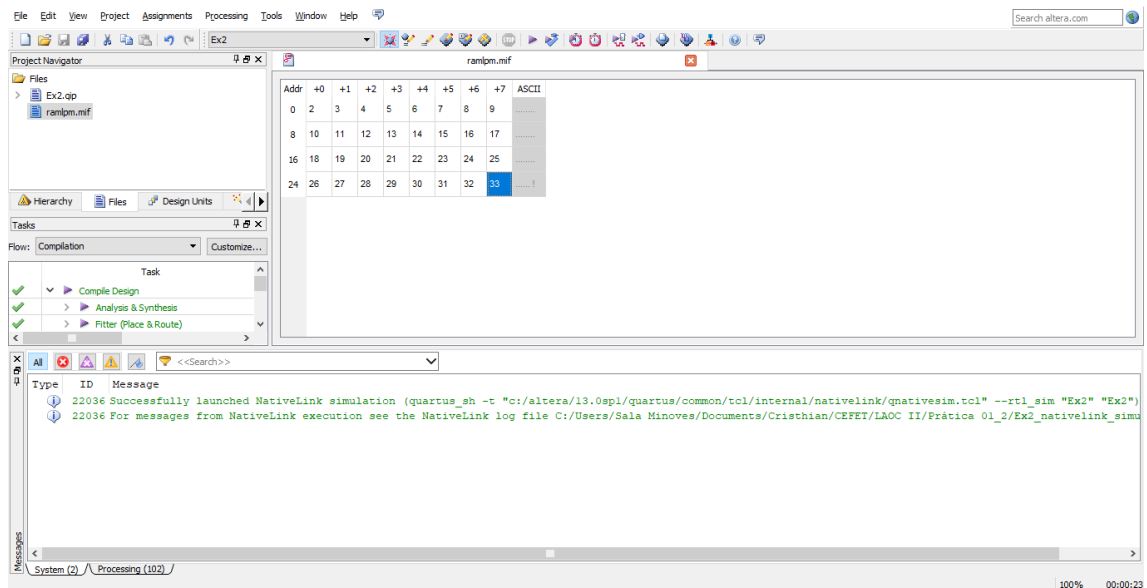 File Edit View Project Assignments Processing Tools Window Help
Search altera.com
Ex2
Project Navigator
Files
Ex2.qip
ramlpm.mif
Hierarchy Files Design Units
Tasks
Flow: Compilation Customize...
Task
Compile Design
Analysis & Synthesis
Fitter (Place & Route)
ramlpm.mif
Addr +0 +1 +2 +3 +4 +5 +6 +7 ASCII
0 2 3 4 5 6 7 8 9 ........
8 10 11 12 13 14 15 16 17 ........
16 18 19 20 21 22 23 24 25 ........
24 26 27 28 29 30 31 32 33 ......!
All <<Search>>
Type ID Message
22036 Successfully launched NativeLink simulation (quartus_sh -t "c:/altera/13.0sp1/quartus/common/tcl/internal/nativelink/qnativesim.tcl" --rtl_sim "Ex2" "Ex2")
22036 For messages from NativeLink execution see the NativeLink log file C:/Users/Sala Minoves/Documents/Cristhian/CEFET/LAOC II/Prática 01_2/Ex2_nativelink_simu
Messages
System (2) Processing (102)
100% 00:00:23